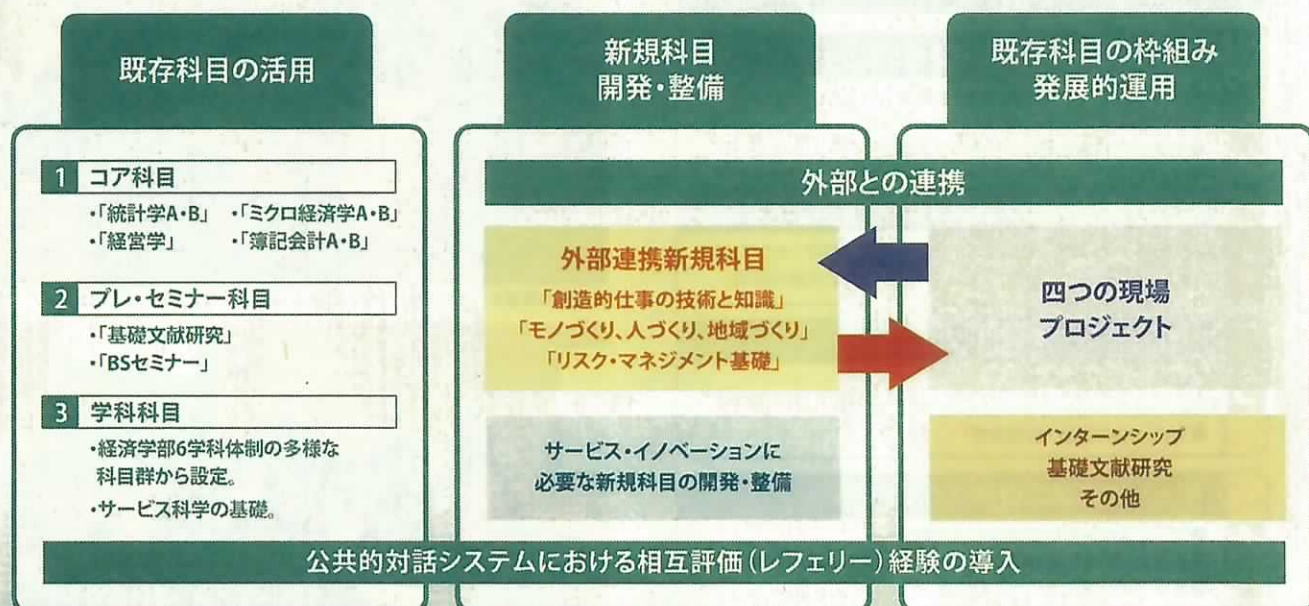 既存科目の活用
1 コア科目
・「統計学A・B」 ・「ミクロ経済学A・B」
・「経営学」 ・「簿記会計A・B」
2 プレ・セミナー科目
・「基礎文献研究」
・「BSセミナー」
3 学科科目
・経済学部6学科体制の多様な
科目群から設定。
・サービス科学の基礎。
新規科目
開発・整備
既存科目の枠組み
発展的運用
外部との連携
外部連携新規科目
「創造的仕事の技術と知識」
「モノづくり、人づくり、地域づくり」
「リスク・マネジメント基礎」
四つの現場
プロジェクト
サービス・イノベーションに
必要な新規科目の開発・整備
インターンシップ
基礎文献研究
その他
公共的対話システムにおける相互評価(レフェリー)経験の導入